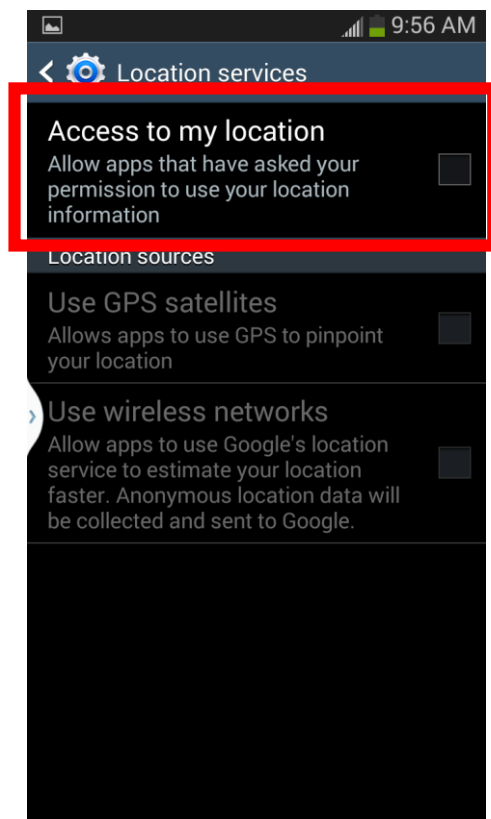 9:56 AM
Location services
Access to my location
Allow apps that have asked your
permission to use your location
information
Location sources
Use GPS satellites
Allows apps to use GPS to pinpoint
your location
Use wireless networks
Allow apps to use Google's location
service to estimate your location
faster. Anonymous location data will
be collected and sent to Google.